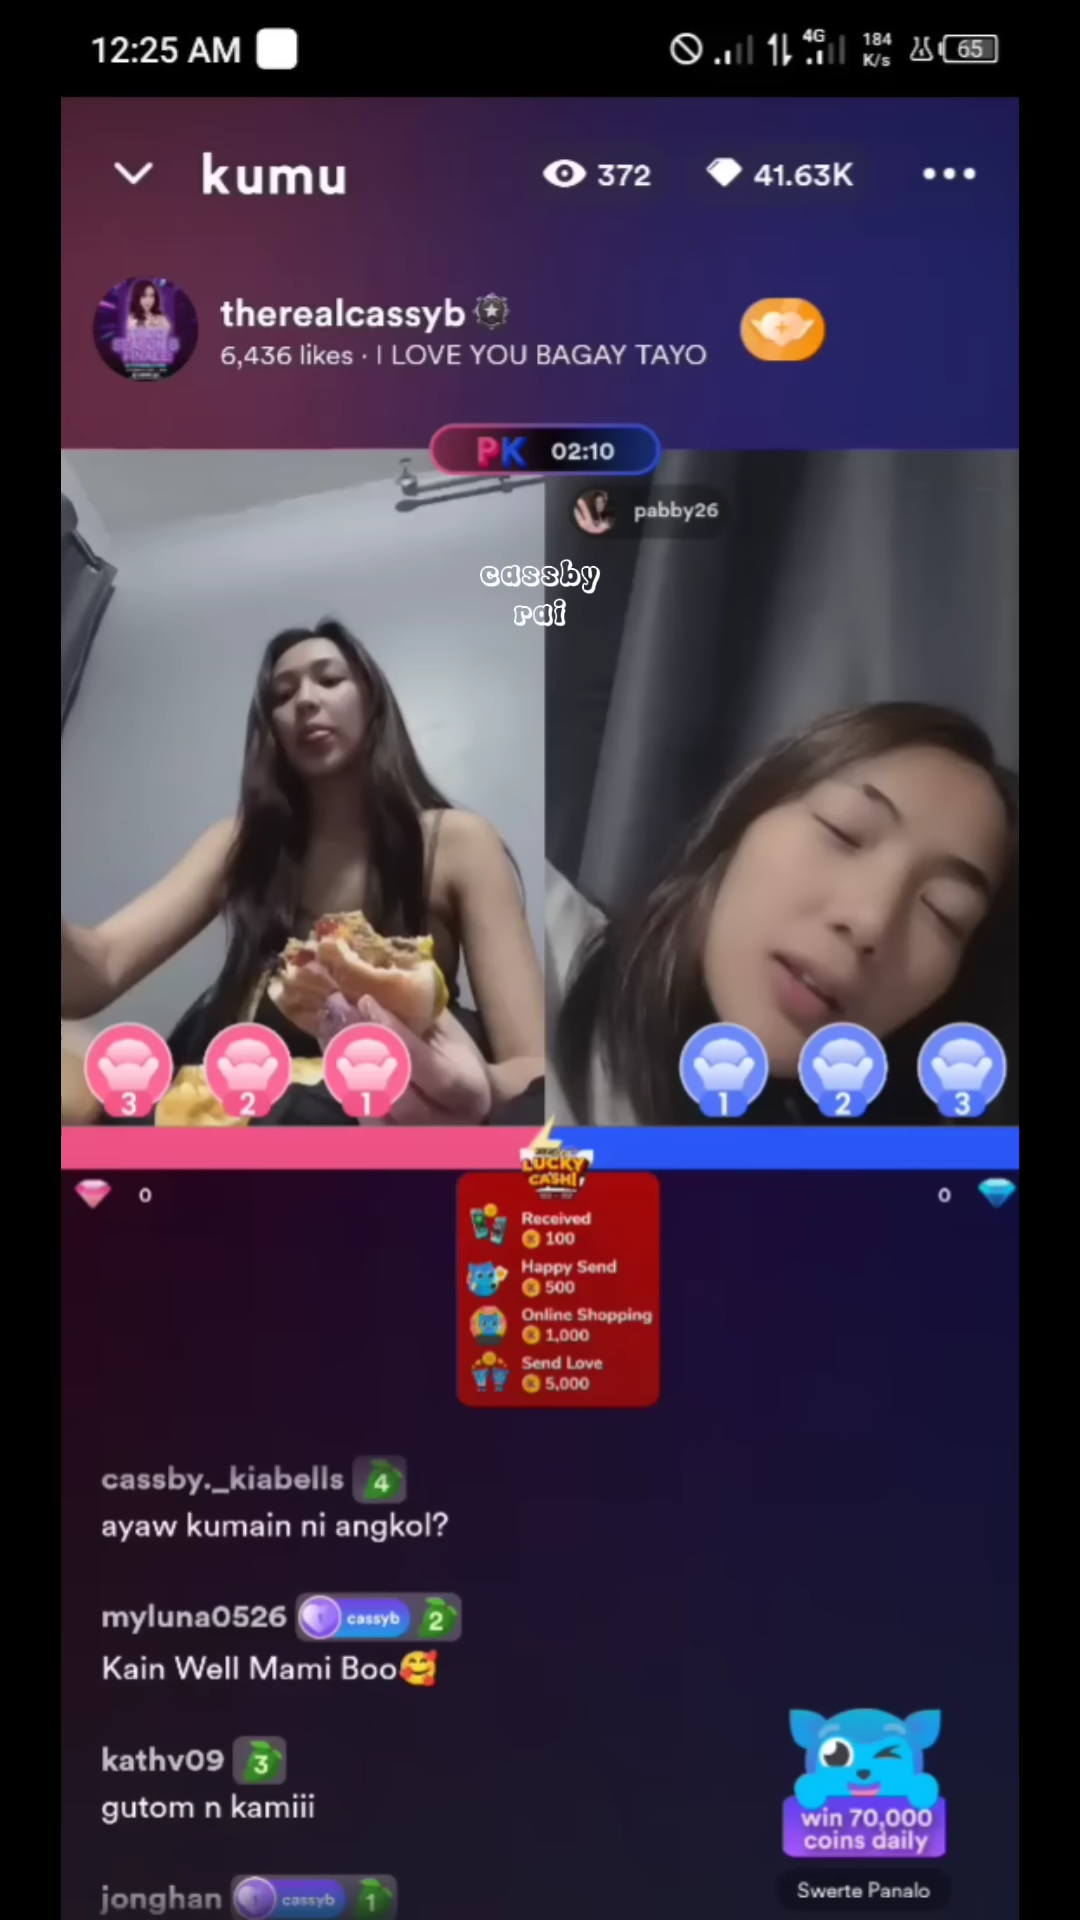 12:25 AM
4G
184
K/s
65
kumu
372
41.63K
therealcassyb
6,436 likes · I LOVE YOU BAGAY TAYO
PK 02:10
pabby26
cassby
rai
3 2 1
1 2 3
LUCKY
CASH!
0
0
Received
100
Happy Send
500
Online Shopping
1,000
Send Love
5,000
cassby._kiabells 4
ayaw kumain ni angkol?
myluna0526 1 cassyb 2
Kain Well Mami Boo🥰
kathv09 3
gutom n kamiii
win 70,000
coins daily
Swerte Panalo
jonghan 1 cassyb 1